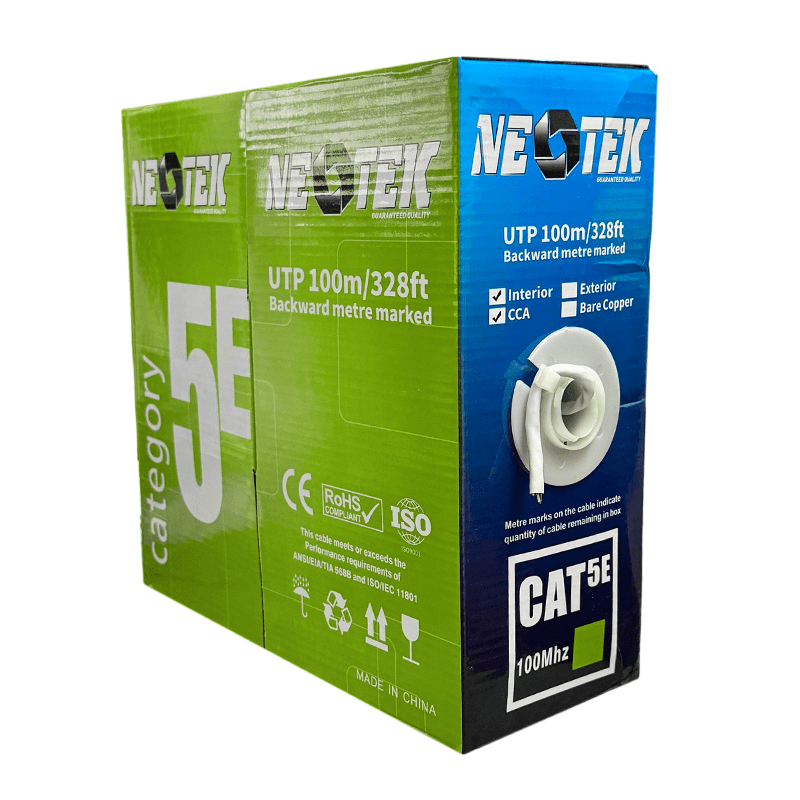 NEOTEK
GUARANTEED QUALITY
category
5E
NEOTEK
GUARANTEED QUALITY
UTP 100m/328ft
Backward metre marked
CE
RoHS
COMPLIANT
ISO
ISO9001
This cable meets or exceeds the
Performance requirements of
ANSI/EIA/TIA 568B and ISO/IEC 11801
MADE IN CHINA
NEOTEK
GUARANTEED QUALITY
UTP 100m/328ft
Backward metre marked
Interior Exterior
CCA Bare Copper
Metre marks on the cable indicate
quantity of cable remaining in box
CAT5E
100Mhz